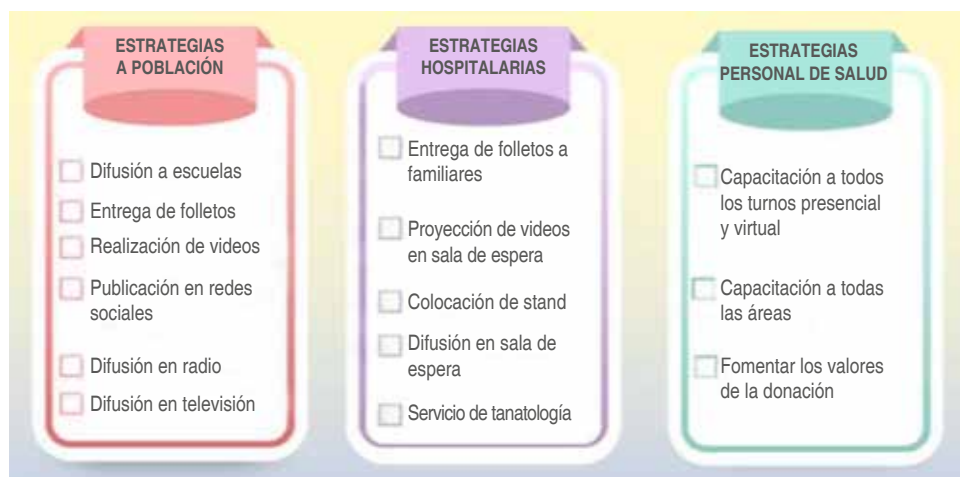 ESTRATEGIAS
A POBLACIÓN
Difusión a escuelas
Entrega de folletos
Realización de videos
Publicación en redes
sociales
Difusión en radio
Difusión en televisión
ESTRATEGIAS
HOSPITALARIAS
Entrega de folletos a
familiares
Proyección de videos
en sala de espera
Colocación de stand
Difusión en sala de
espera
Servicio de tanatología
ESTRATEGIAS
PERSONAL DE SALUD
Capacitación a todos
los turnos presencial
y virtual
Capacitación a todas
las áreas
Fomentar los valores
de la donación